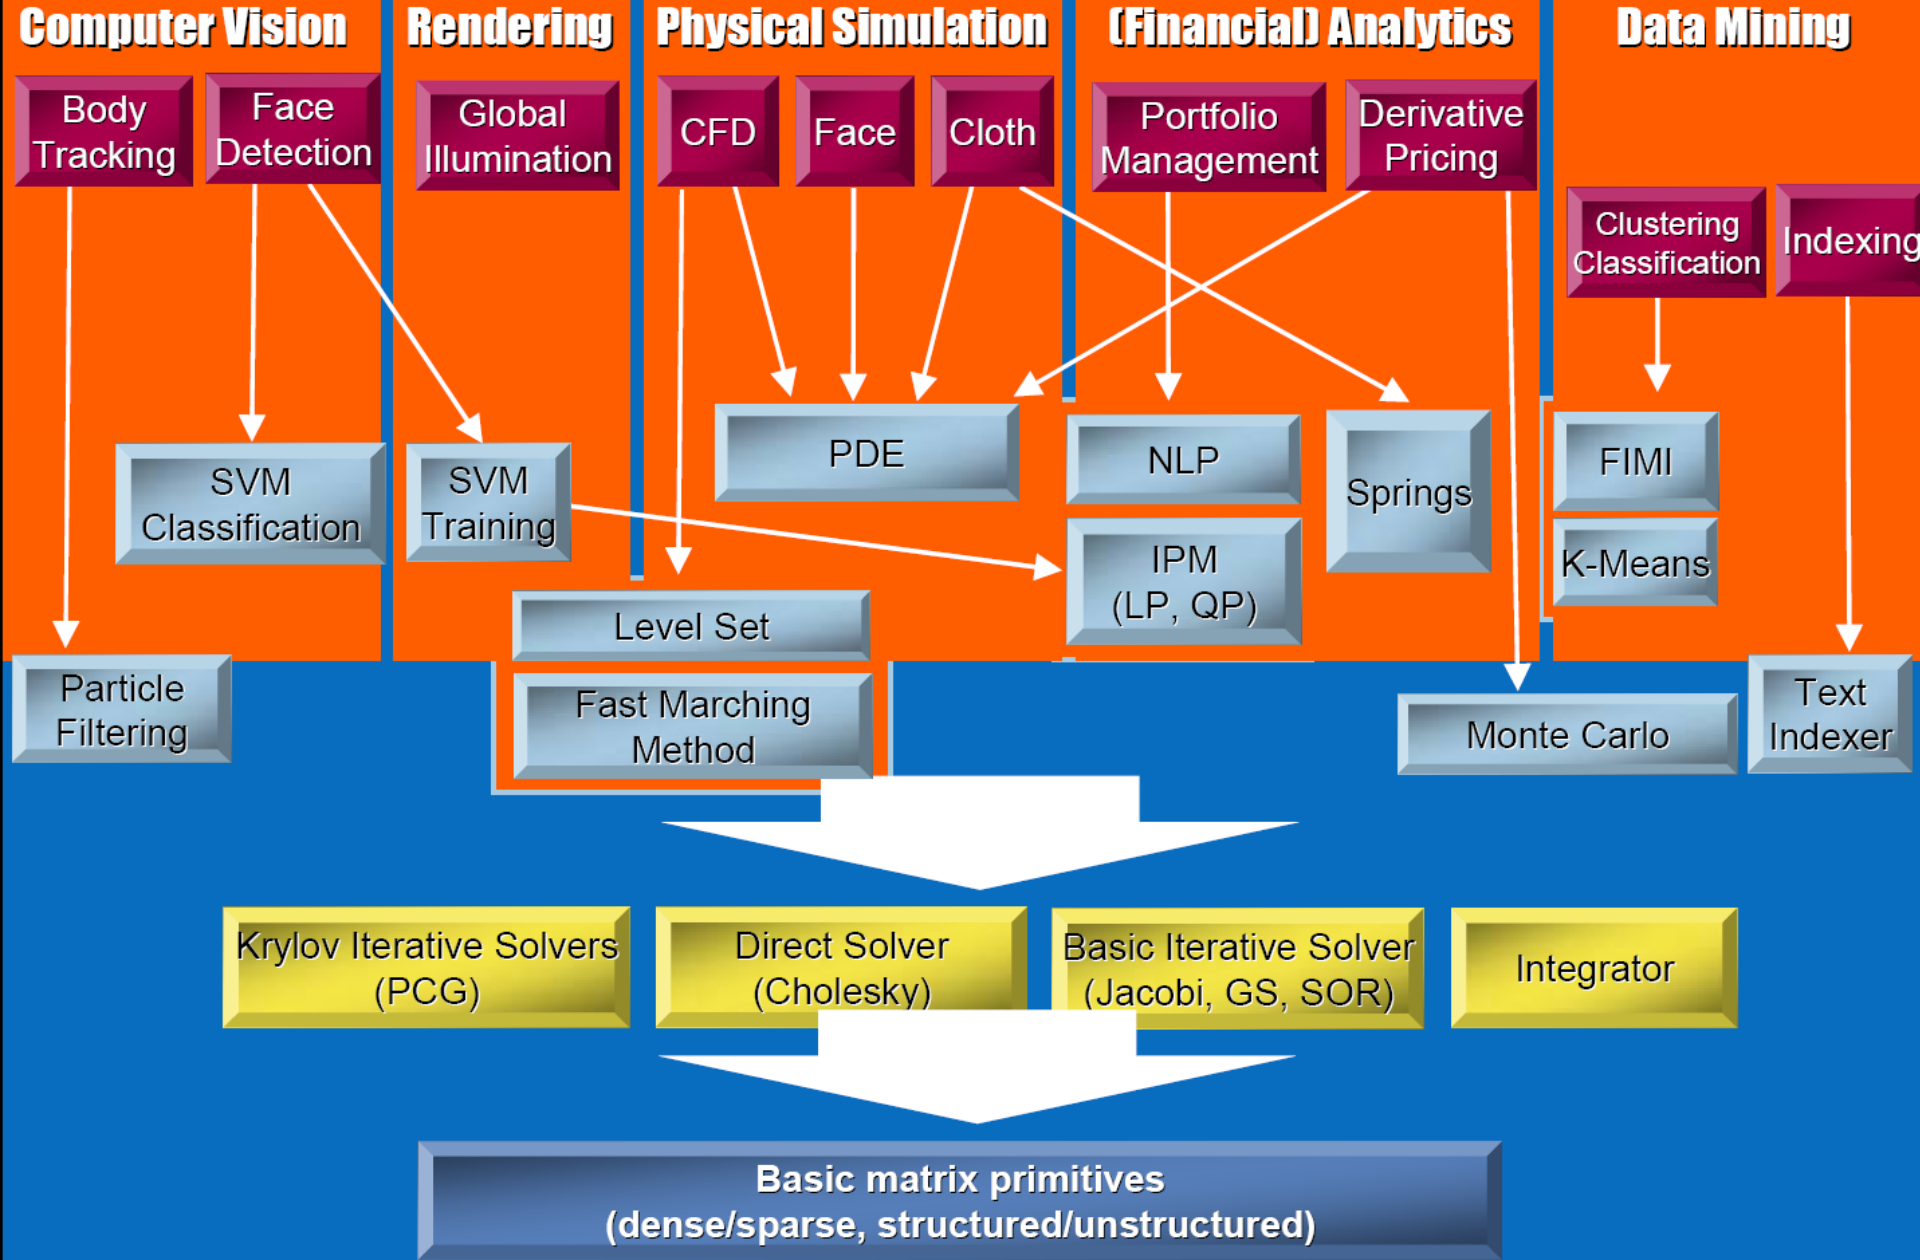 Computer Vision
Rendering
Physical Simulation
(Financial) Analytics
Data Mining
Body
Tracking
Face
Detection
Global
Illumination
CFD
Face
Cloth
Portfolio
Management
Derivative
Pricing
Clustering
Classification
Indexing
SVM
Classification
SVM
Training
PDE
NLP
IPM
(LP, QP)
Springs
FIMI
K-Means
Level Set
Fast Marching
Method
Particle
Filtering
Monte Carlo
Text
Indexer
Krylov Iterative Solvers
(PCG)
Direct Solver
(Cholesky)
Basic Iterative Solver
(Jacobi, GS, SOR)
Integrator
Basic matrix primitives
(dense/sparse, structured/unstructured)